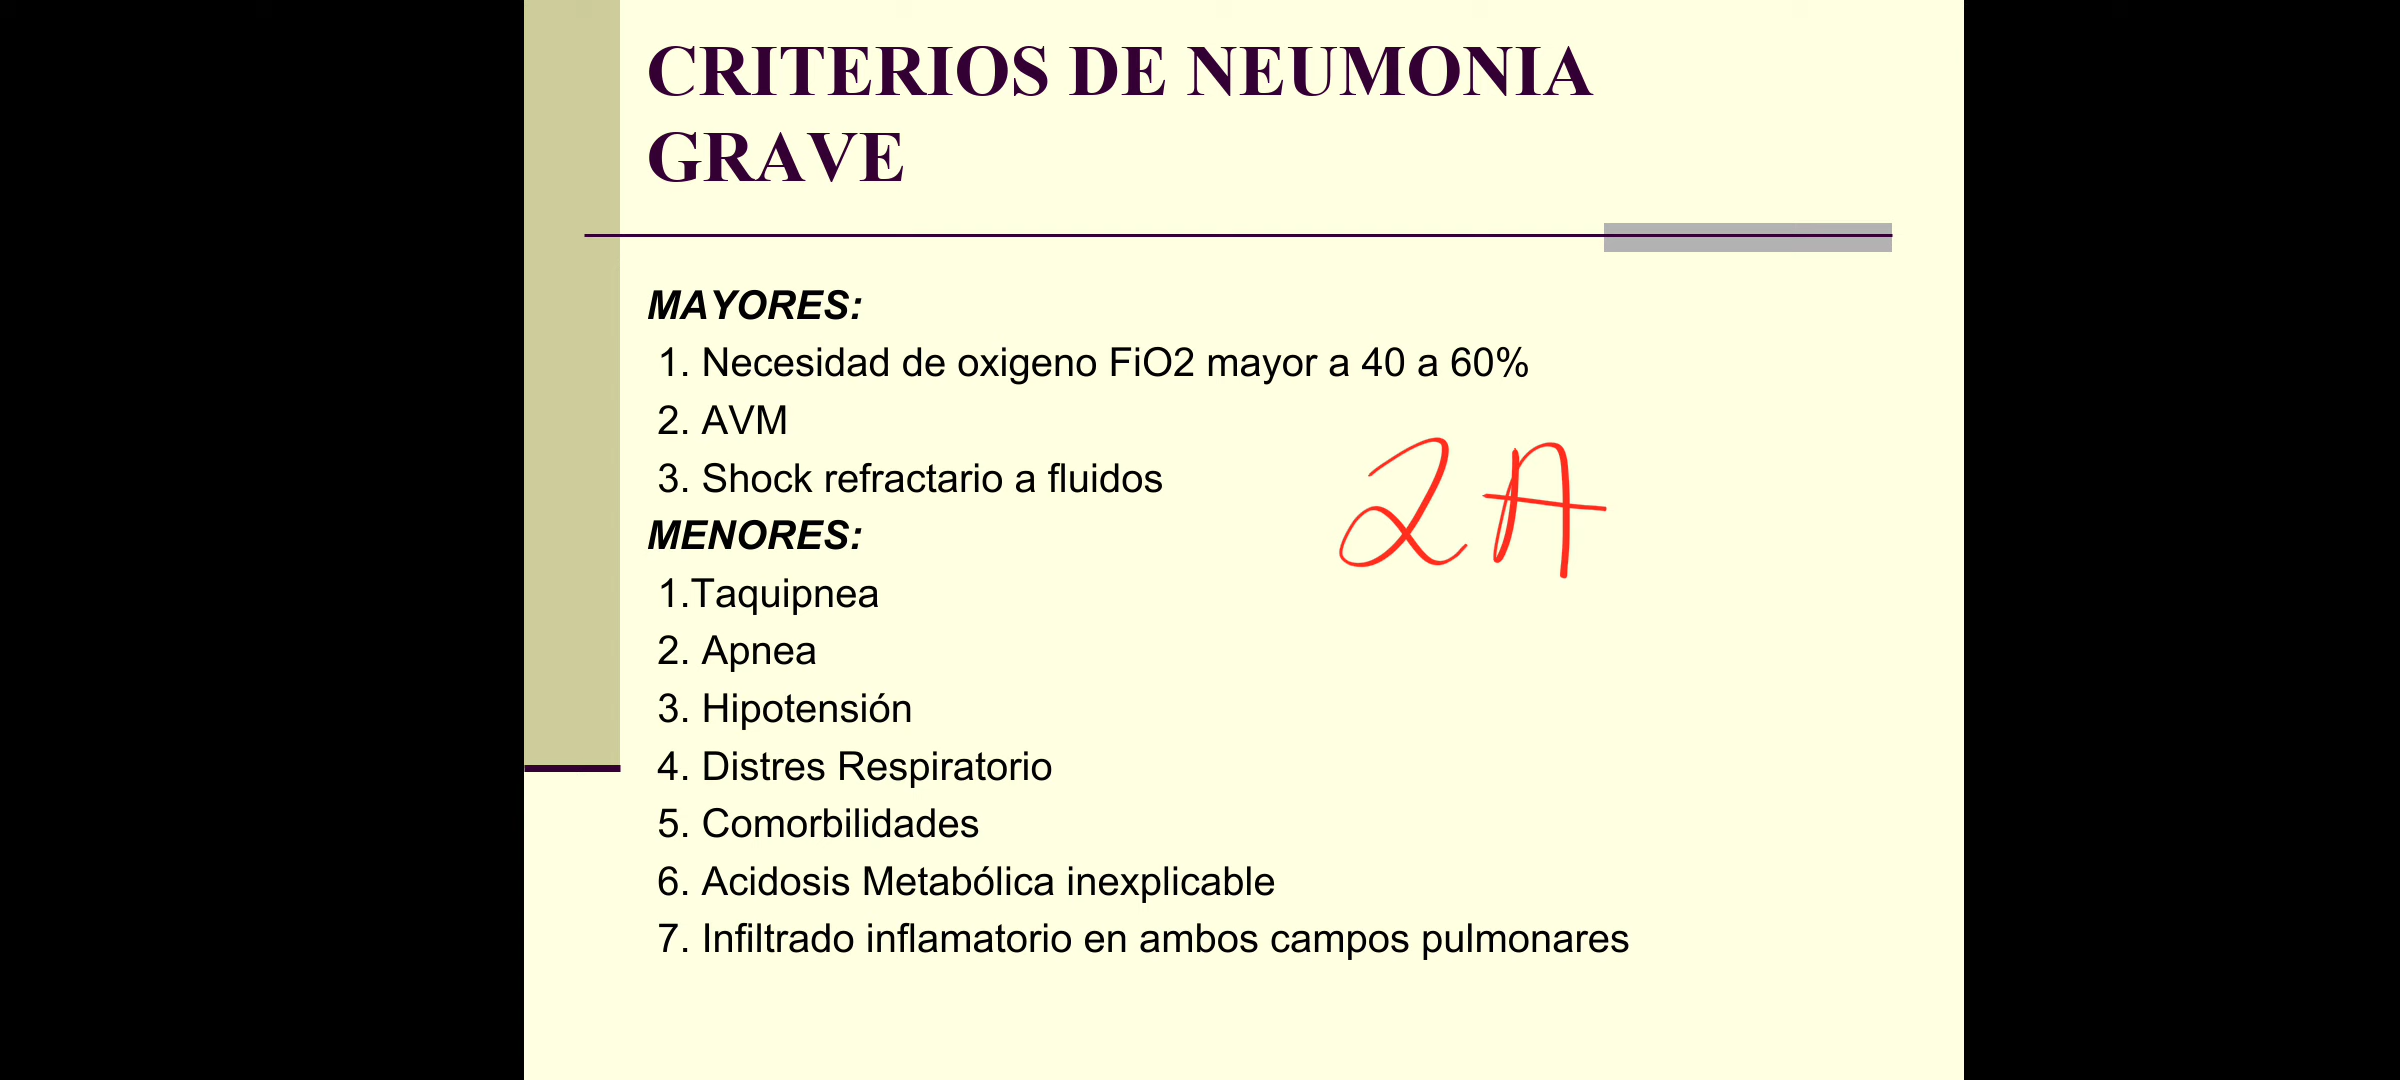 CRITERIOS DE NEUMONIA
GRAVE
MAYORES:
1. Necesidad de oxigeno FiO2 mayor a 40 a 60%
2. AVM
3. Shock refractario a fluidos
2A
MENORES:
1.Taquipnea
2. Apnea
3. Hipotensión
4. Distres Respiratorio
5. Comorbilidades
6. Acidosis Metabólica inexplicable
7. Infiltrado inflamatorio en ambos campos pulmonares